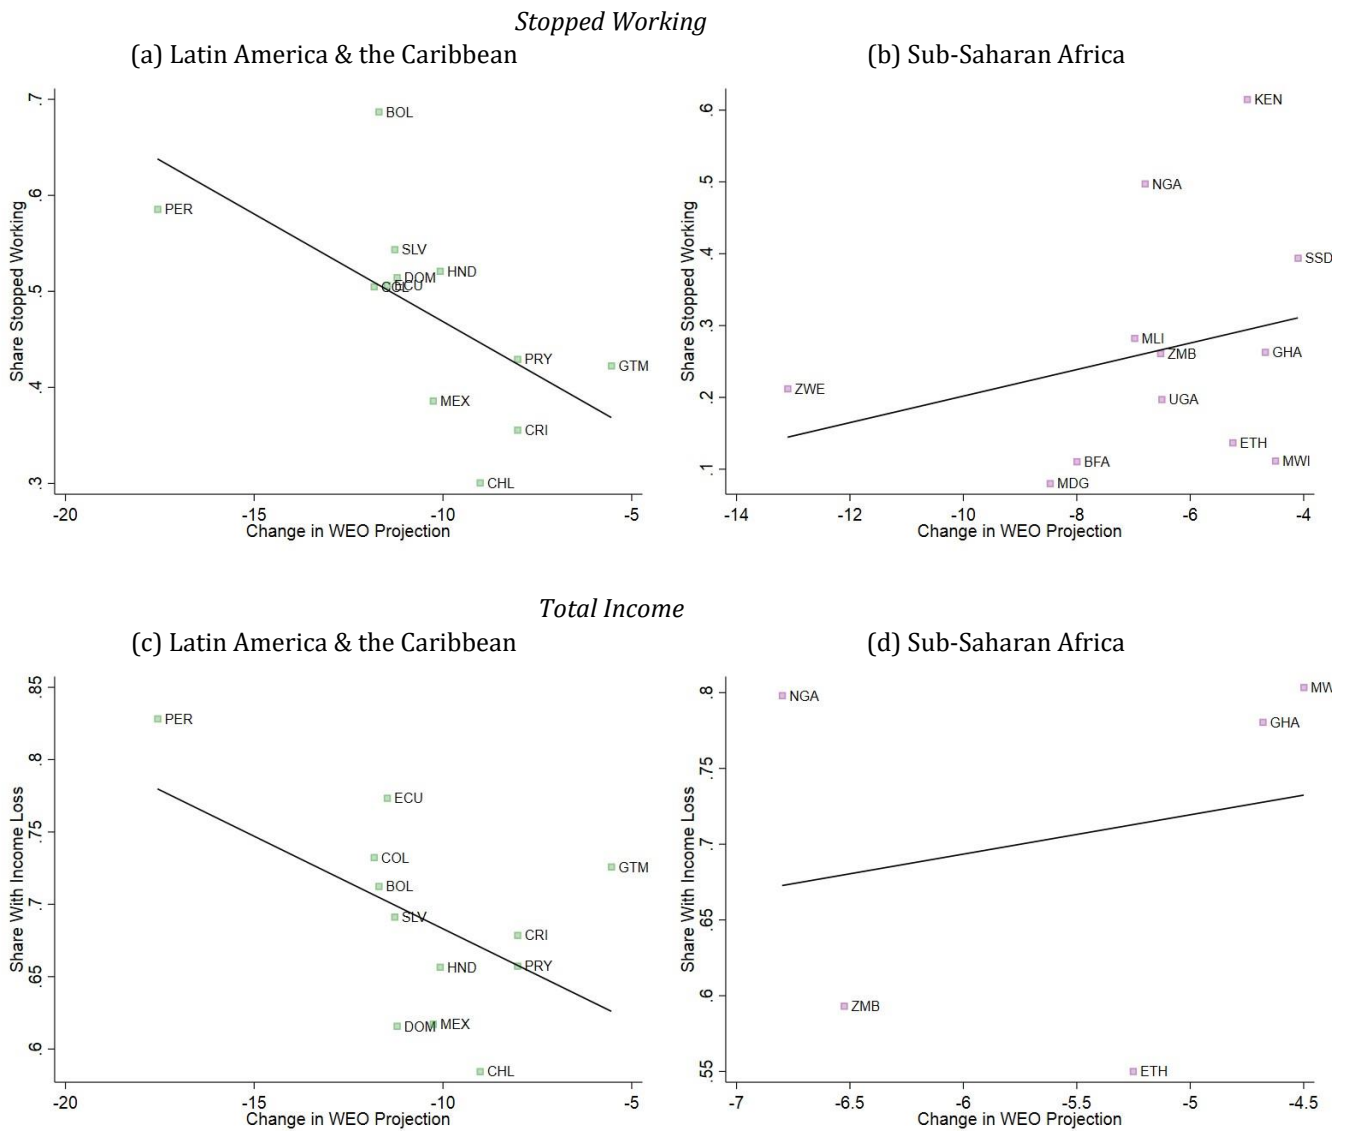 Stopped Working
(a) Latin America & the Caribbean
Share Stopped Working
.7
.6
.5
.4
.3
BOL
PER
SLV
HND
DOM
ECU
COL
PRY
GTM
MEX
CRI
CHL
-20
-15
-10
-5
Change in WEO Projection
(b) Sub-Saharan Africa
Share Stopped Working
.6
.5
.4
.3
.2
.1
KEN
NGA
SSD
MLI
ZMB
GHA
ZWE
UGA
ETH
BFA
MWI
MDG
-14
-12
-10
-8
-6
-4
Change in WEO Projection
Total Income
(c) Latin America & the Caribbean
Share With Income Loss
.85
.8
.75
.7
.65
.6
PER
ECU
COL
GTM
BOL
SLV
CRI
HND
PRY
DOM
MEX
CHL
-20
-15
-10
-5
Change in WEO Projection
(d) Sub-Saharan Africa
Share With Income Loss
.8
.75
.7
.65
.6
.55
NGA
MW
GHA
ZMB
ETH
-7
-6.5
-6
-5.5
-5
-4.5
Change in WEO Projection